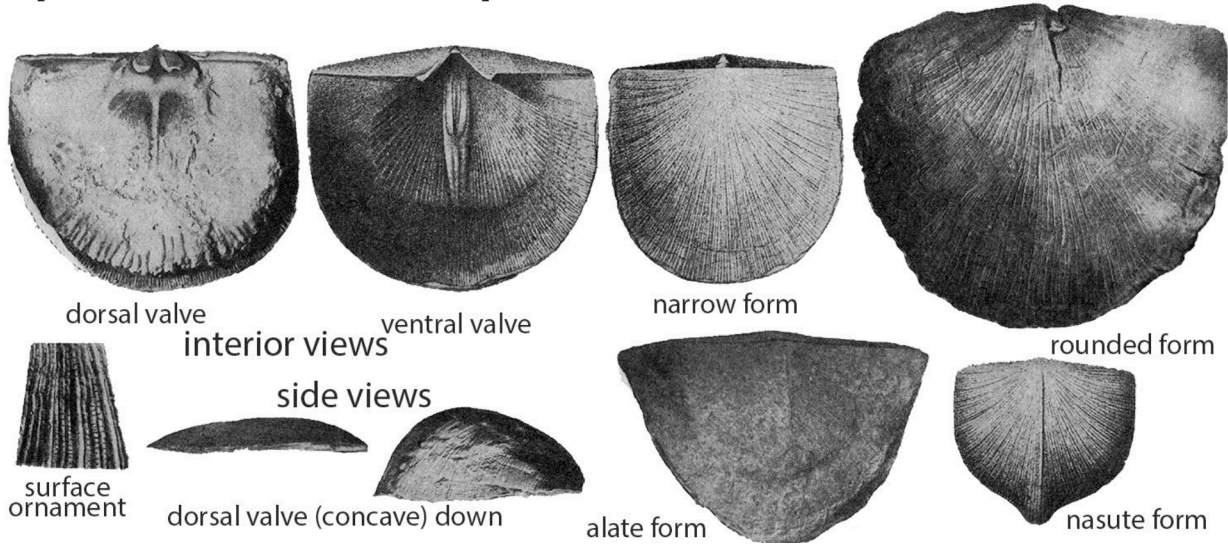 dorsal valve
ventral valve
interior views
narrow form
rounded form
side views
surface
ornament
dorsal valve (concave) down
alate form
nasute form